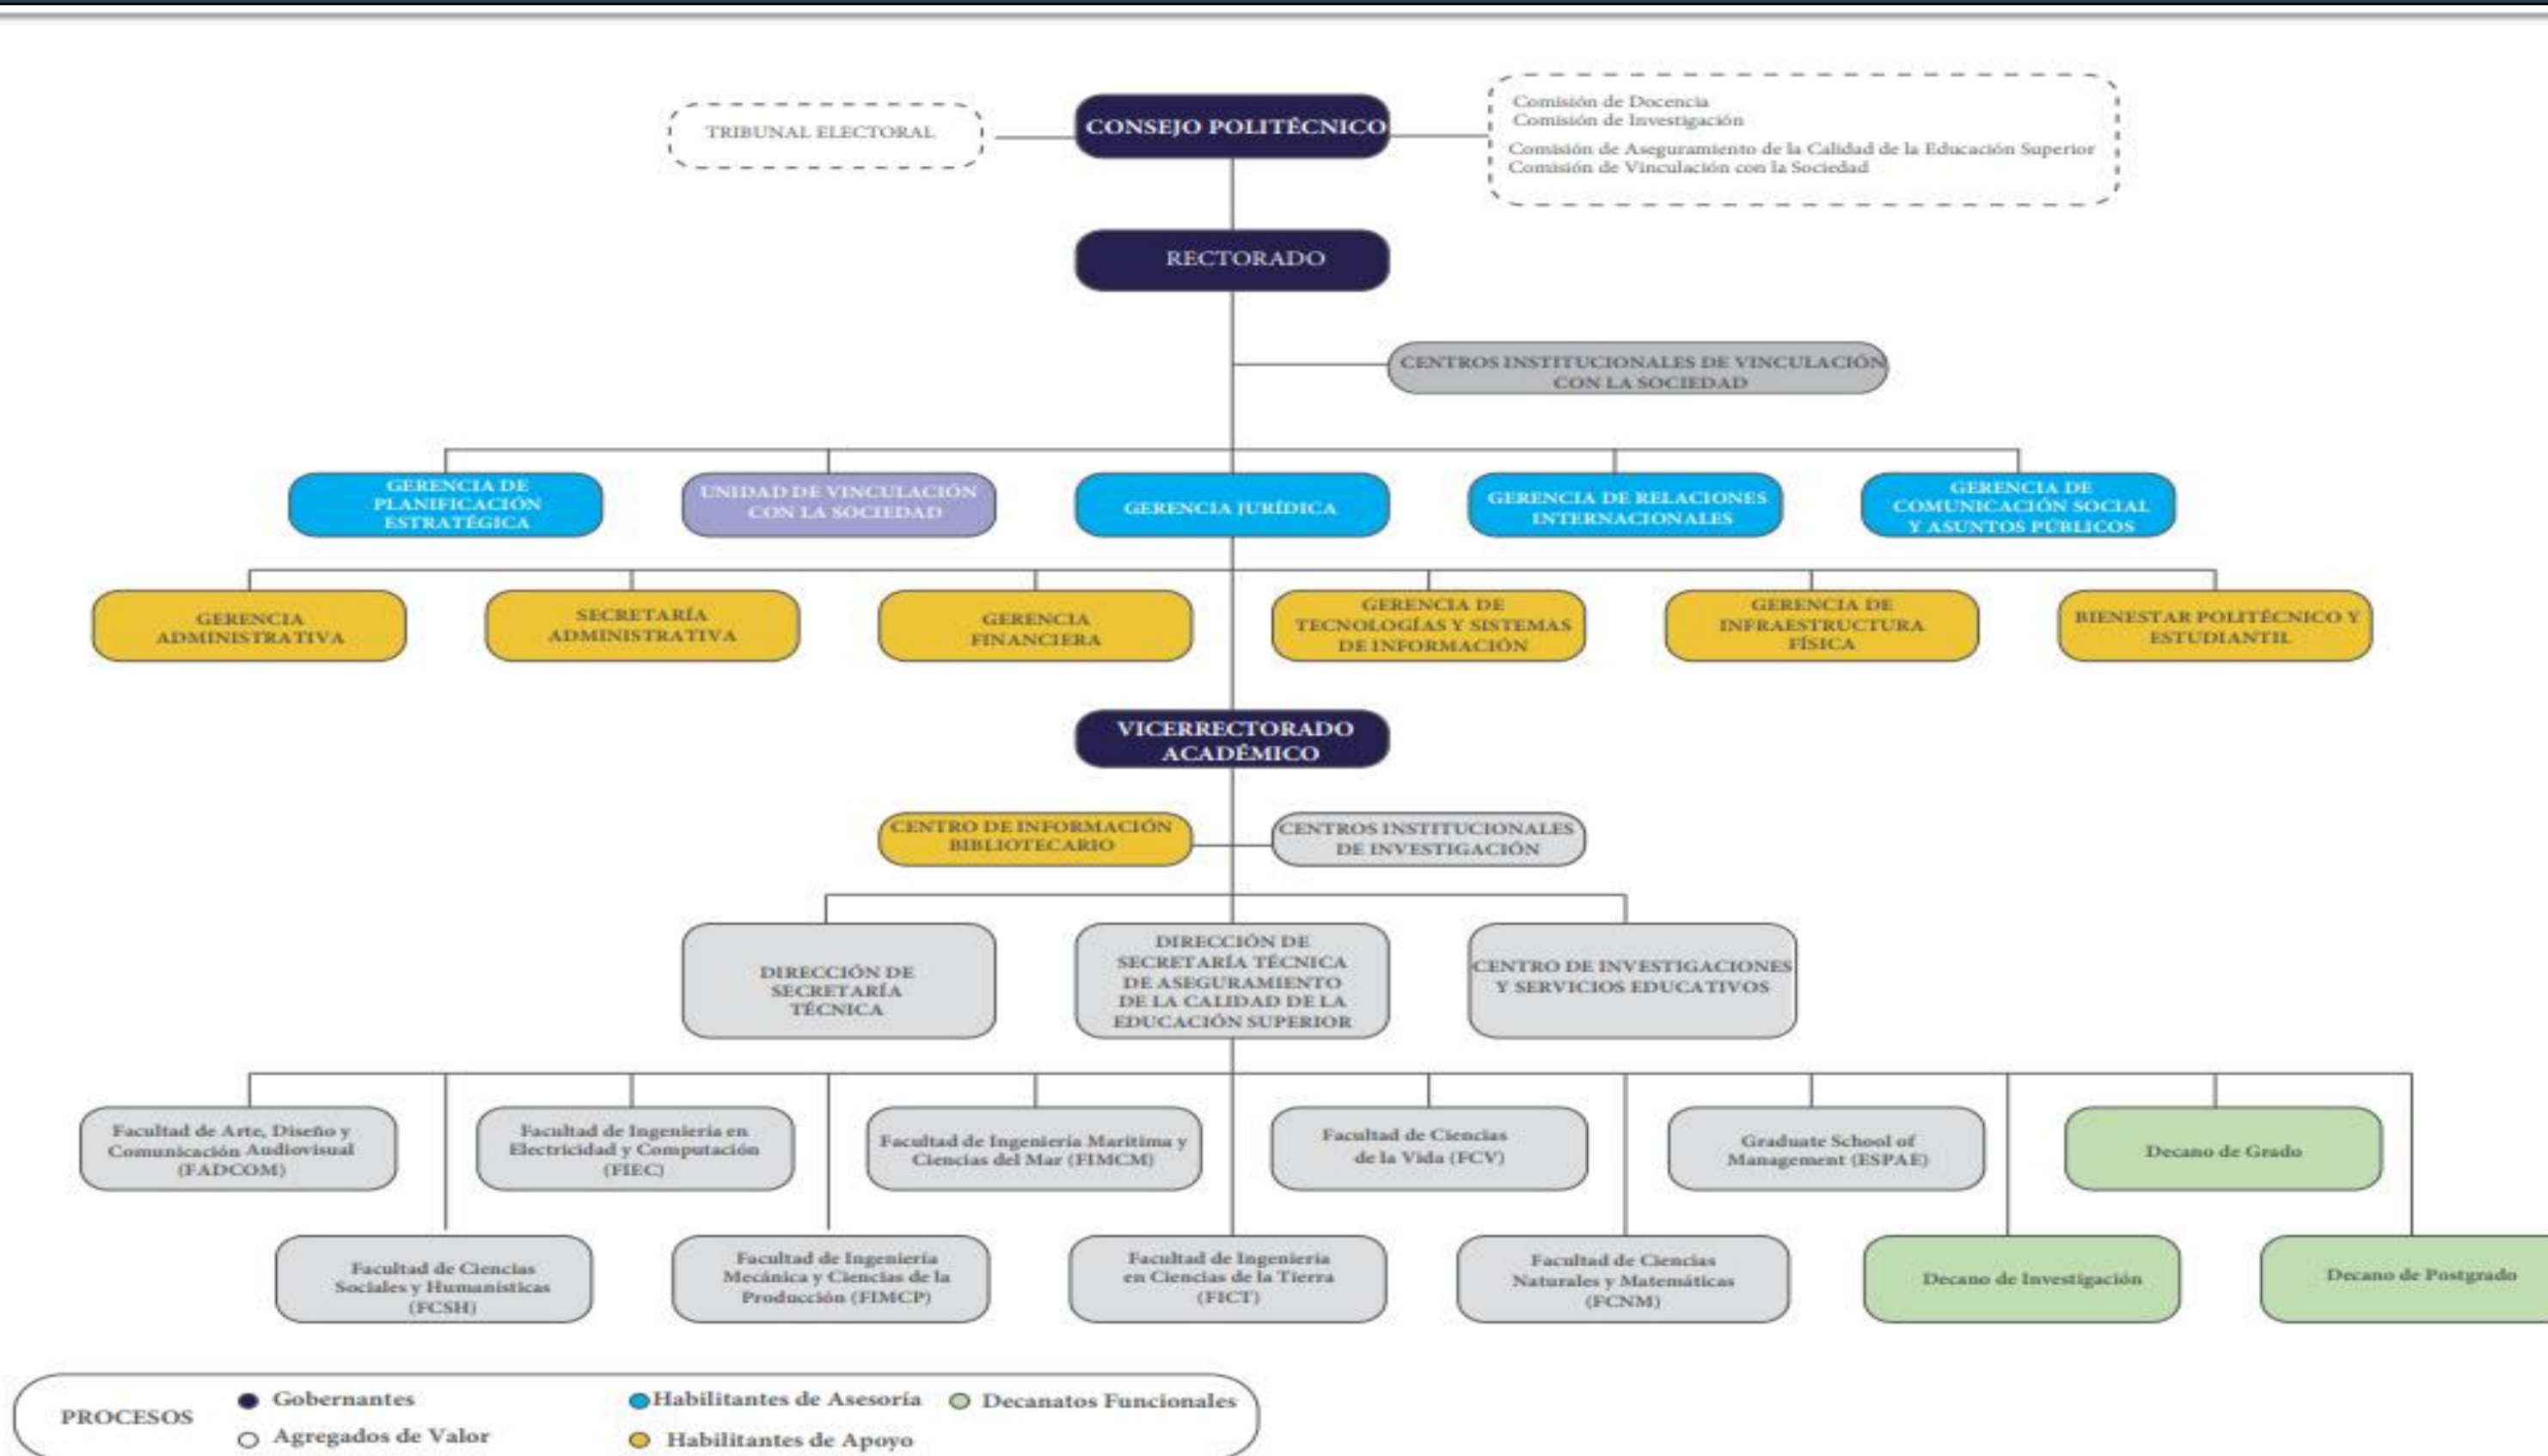 TRIBUNAL ELECTORAL
CONSEJO POLITÉCNICO
Comisión de Docencia
Comisión de Investigación
Comisión de Aseguramiento de la Calidad de la Educación Superior
Comisión de Vinculación con la Sociedad
RECTORADO
CENTROS INSTITUCIONALES DE VINCULACIÓN
CON LA SOCIEDAD
GERENCIA DE
PLANIFICACIÓN
ESTRATÉGICA
UNIDAD DE VINCULACIÓN
CON LA SOCIEDAD
GERENCIA JURÍDICA
GERENCIA DE RELACIONES
INTERNACIONALES
GERENCIA DE
COMUNICACIÓN SOCIAL
Y ASUNTOS PÚBLICOS
GERENCIA
ADMINISTRATIVA
SECRETARÍA
ADMINISTRATIVA
GERENCIA
FINANCIERA
GERENCIA DE
TECNOLOGÍAS Y SISTEMAS
DE INFORMACIÓN
GERENCIA DE
INFRAESTRUCTURA
FÍSICA
BIENESTAR POLITÉCNICO Y
ESTUDIANTIL
VICERRECTORADO
ACADÉMICO
CENTRO DE INFORMACIÓN
BIBLIOTECARIO
CENTROS INSTITUCIONALES
DE INVESTIGACIÓN
DIRECCIÓN DE
SECRETARÍA
TÉCNICA
DIRECCIÓN DE
SECRETARÍA TÉCNICA
DE ASEGURAMIENTO
DE LA CALIDAD DE LA
EDUCACIÓN SUPERIOR
CENTRO DE INVESTIGACIONES
Y SERVICIOS EDUCATIVOS
Facultad de Arte, Diseño y
Comunicación Audiovisual
(FADCOM)
Facultad de Ingeniería en
Electricidad y Computación
(FIEC)
Facultad de Ingeniería Marítima y
Ciencias del Mar (FIMCM)
Facultad de Ciencias
de la Vida (FCV)
Graduate School of
Management (ESPAE)
Decano de Grado
Facultad de Ciencias
Sociales y Humanísticas
(FCSH)
Facultad de Ingeniería
Mecánica y Ciencias de la
Producción (FIMCP)
Facultad de Ingeniería
en Ciencias de la Tierra
(FICT)
Facultad de Ciencias
Naturales y Matemáticas
(FCNM)
Decano de Investigación
Decano de Postgrado
PROCESOS
Gobernantes
Habilitantes de Asesoría
Decanatos Funcionales
Agregados de Valor
Habilitantes de Apoyo